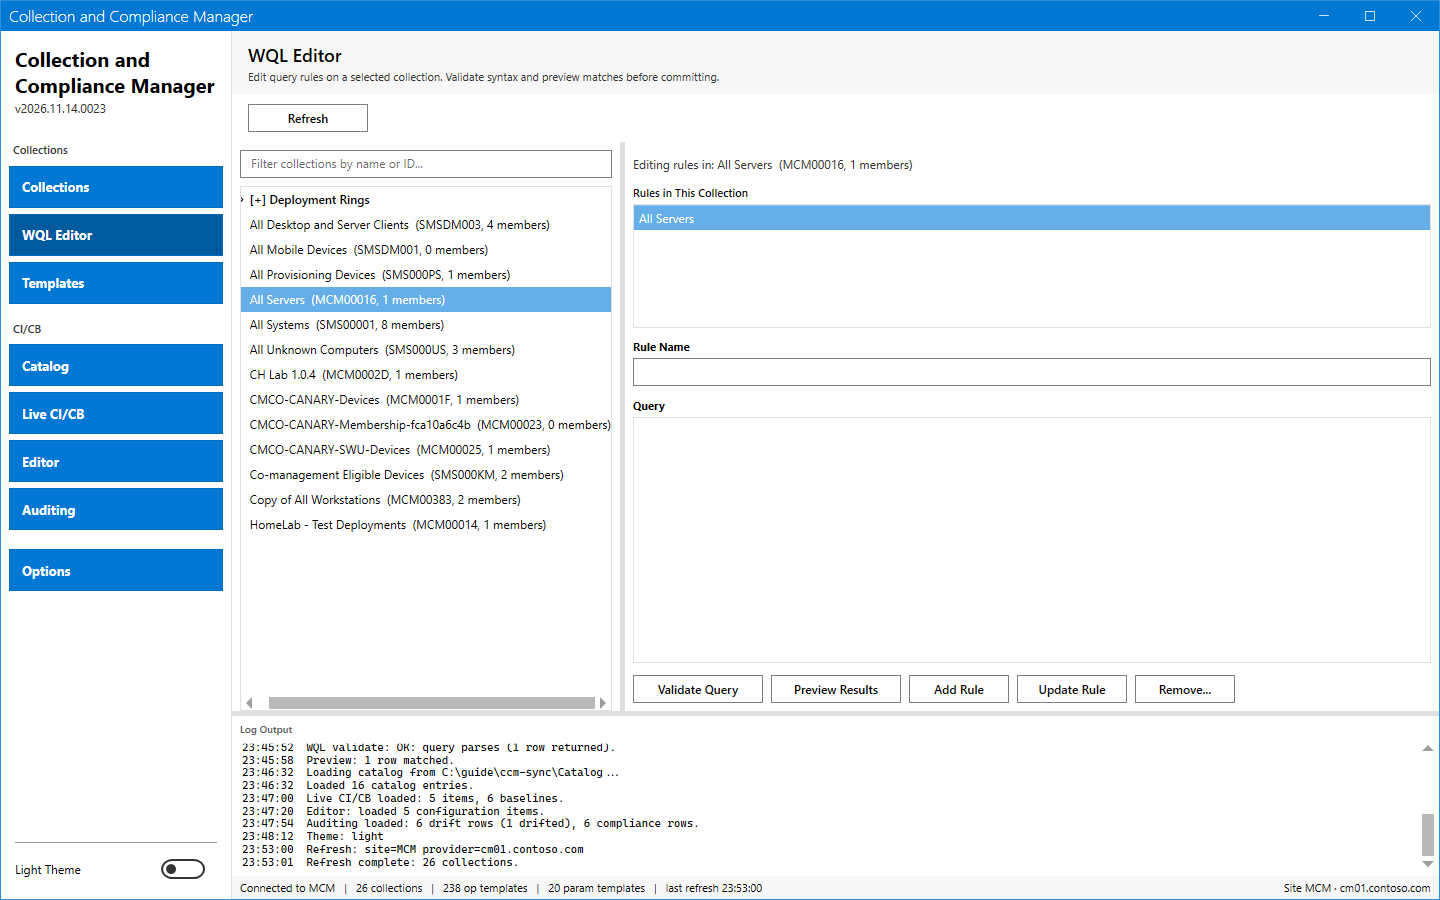 Collection and Compliance Manager
Collection and
Compliance Manager
v2026.11.14.0023
Collections
Collections
WQL Editor
Templates
CI/CB
Catalog
Live CI/CB
Editor
Auditing
Options
Light Theme
WQL Editor
Edit query rules on a selected collection. Validate syntax and preview matches before committing.
Refresh
Filter collections by name or ID...
[+] Deployment Rings
All Desktop and Server Clients (SMSDM003, 4 members)
All Mobile Devices (SMSDM001, 0 members)
All Provisioning Devices (SMS000PS, 1 members)
All Servers (MCM00016, 1 members)
All Systems (SMS00001, 8 members)
All Unknown Computers (SMS000US, 3 members)
CH Lab 1.0.4 (MCM0002D, 1 members)
CMCO-CANARY-Devices (MCM0001F, 1 members)
CMCO-CANARY-Membership-fca10a6c4b (MCM00023, 0 members)
CMCO-CANARY-SWU-Devices (MCM00025, 1 members)
Co-management Eligible Devices (SMS000KM, 2 members)
Copy of All Workstations (MCM00383, 2 members)
HomeLab - Test Deployments (MCM00014, 1 members)
Editing rules in: All Servers (MCM00016, 1 members)
Rules in This Collection
All Servers
Rule Name
Query
Validate Query
Preview Results
Add Rule
Update Rule
Remove...
Log Output
23:45:52 WQL validate: OK: query parses (1 row returned).
23:45:58 Preview: 1 row matched.
23:46:32 Loading catalog from C:\guide\ccm-sync\Catalog...
23:46:32 Loaded 16 catalog entries.
23:47:00 Live CI/CB loaded: 5 items, 6 baselines.
23:47:20 Editor: loaded 5 configuration items.
23:47:54 Auditing loaded: 6 drift rows (1 drifted), 6 compliance rows.
23:48:12 Theme: light
23:53:00 Refresh: site=MCM provider=cm01.contoso.com
23:53:01 Refresh complete: 26 collections.
Connected to MCM | 26 collections | 238 op templates | 20 param templates | last refresh 23:53:00
Site MCM · cm01.contoso.com